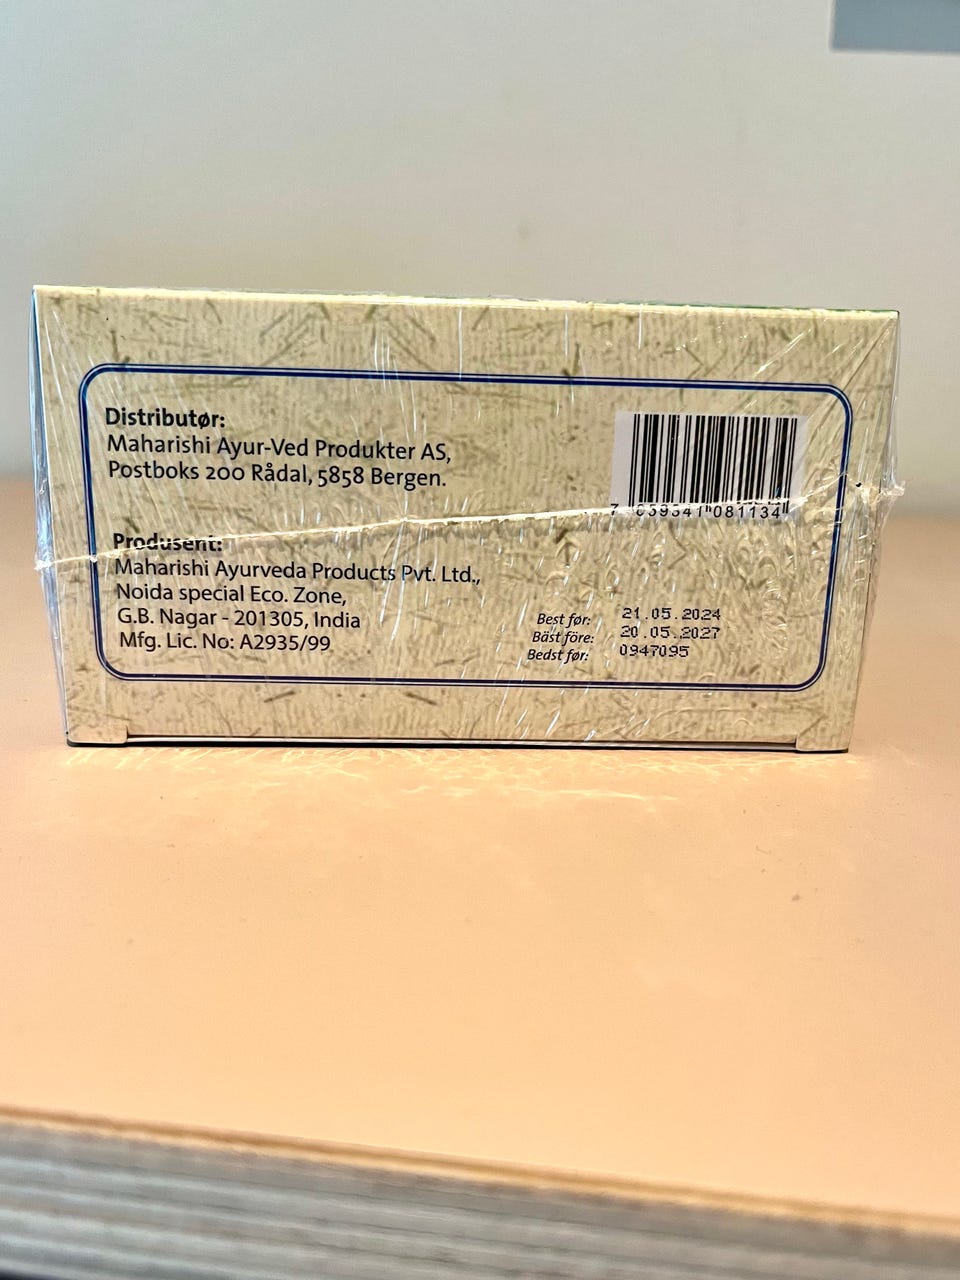 Distributør:
Maharishi Ayur-Ved Produkter AS,
Postboks 200 Rådal, 5858 Bergen.
Produsent:
Maharishi Ayurveda Products Pvt. Ltd.,
Noida special Eco. Zone,
G.B. Nagar - 201305, India
Mfg. Lic. No: A2935/99
081134
Best før: 21.05.2024
Bäst före: 20.05.2027
Bedst før: 0947095